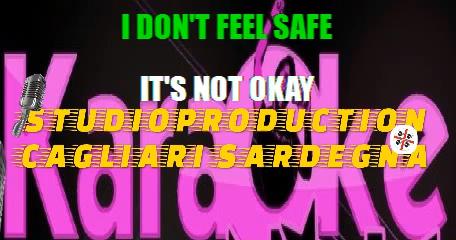 I DON'T FEEL SAFE
IT'S NOT OKAY
Karaoke
STUDIOPRODUCTION
CAGLIARI SARDEGNA